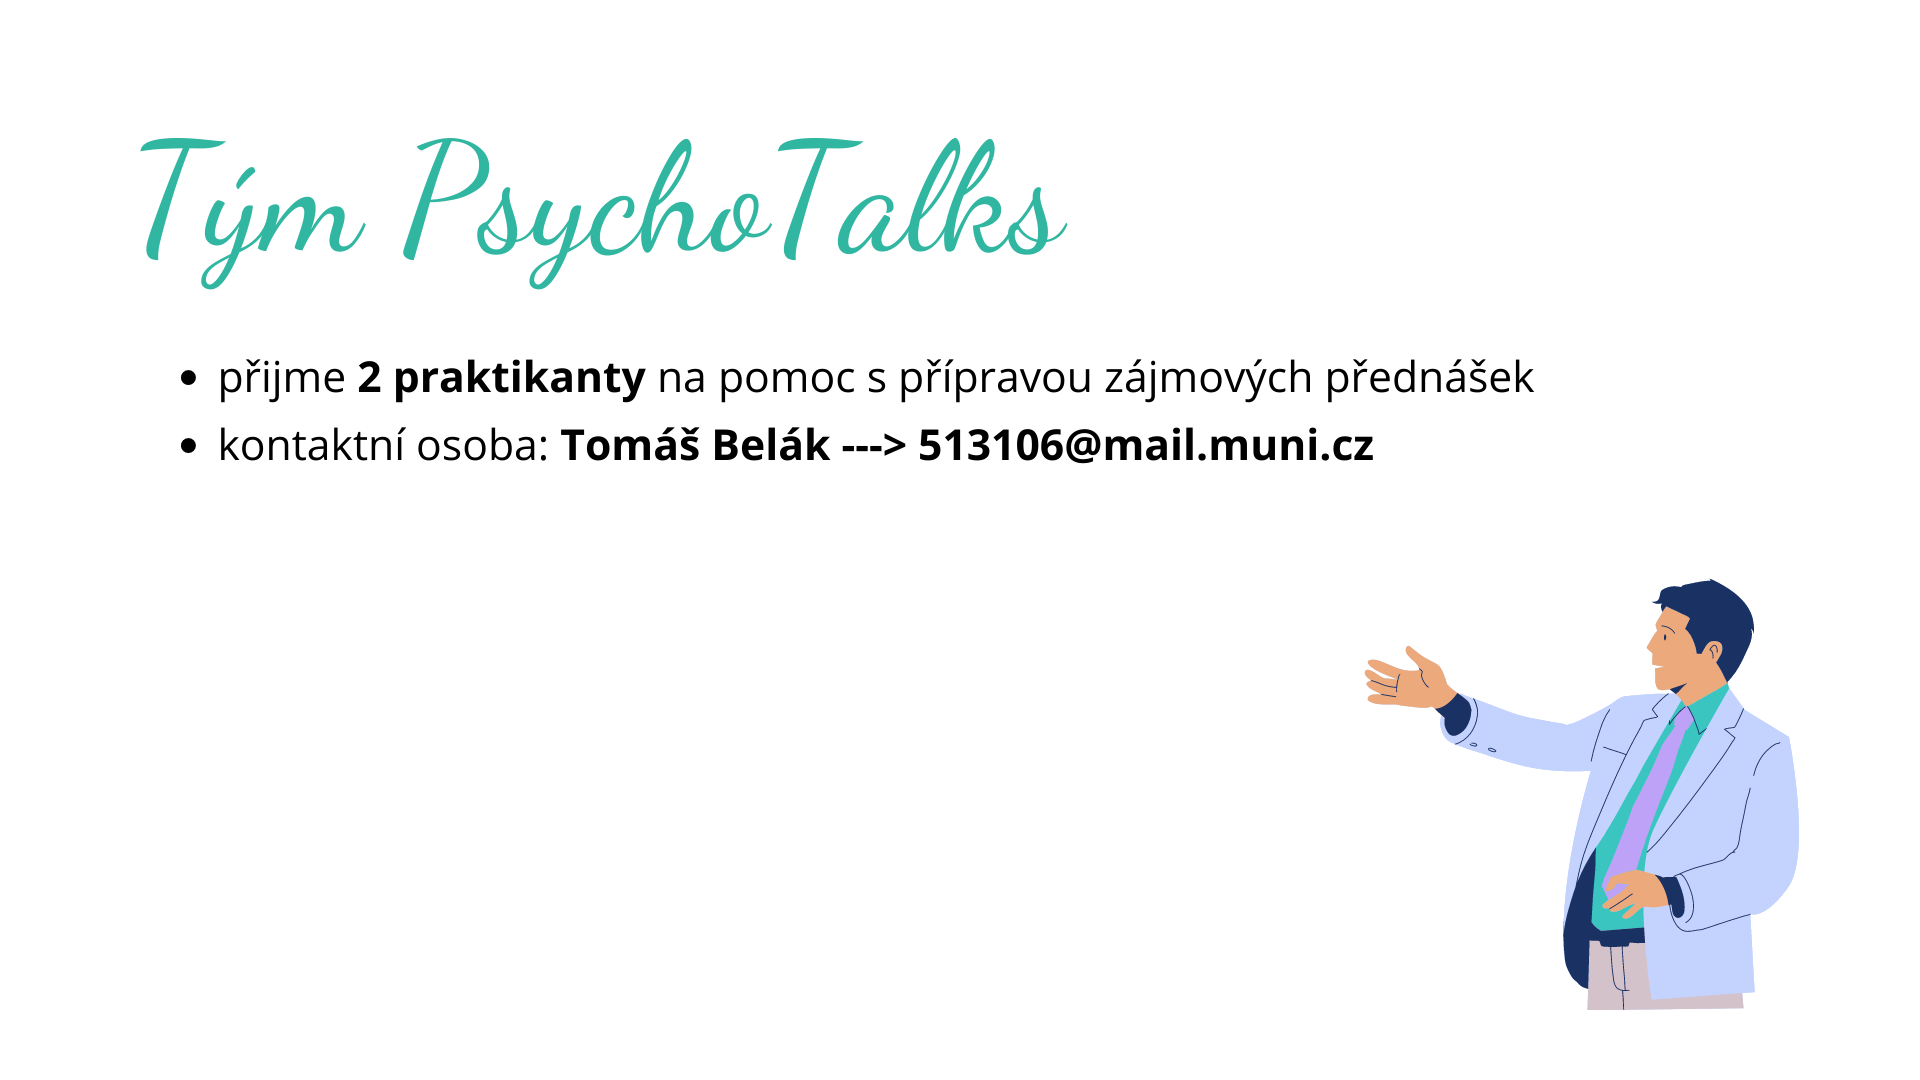 Tým PsychoTalks
• přijme 2 praktikanty na pomoc s přípravou zájmových přednášek
• kontaktní osoba: Tomáš Belák ---> 513106@mail.muni.cz